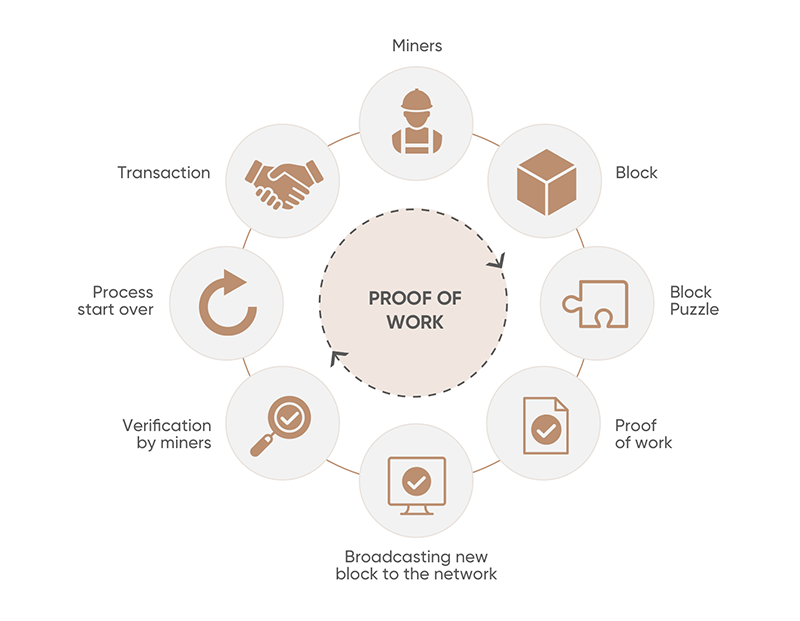 Miners
Transaction
Block
Process
start over
PROOF OF
WORK
Block
Puzzle
Verification
by miners
Proof
of work
Broadcasting new
block to the network